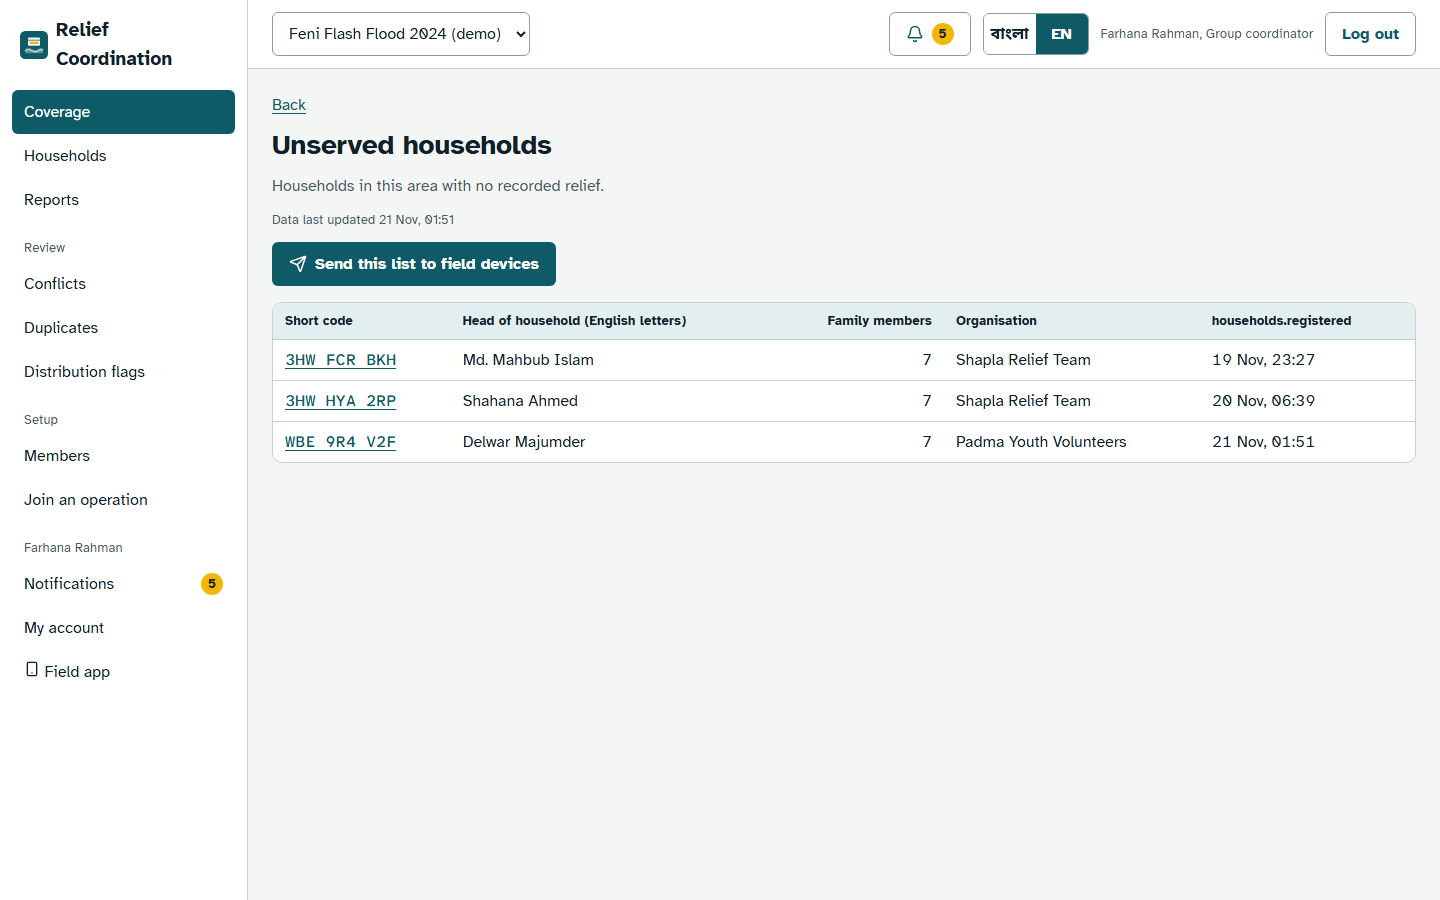 Relief
Coordination
Feni Flash Flood 2024 (demo)
5
বাংলা
EN
Farhana Rahman, Group coordinator
Log out
Coverage
Households
Reports
Review
Conflicts
Duplicates
Distribution flags
Setup
Members
Join an operation
Farhana Rahman
Notifications 5
My account
Field app
Back
Unserved households
Households in this area with no recorded relief.
Data last updated 21 Nov, 01:51
Send this list to field devices
Short code Head of household (English letters) Family members Organisation households.registered
3HW FCR BKH Md. Mahbub Islam 7 Shapla Relief Team 19 Nov, 23:27
3HW HYA 2RP Shahana Ahmed 7 Shapla Relief Team 20 Nov, 06:39
WBE 9R4 V2F Delwar Majumder 7 Padma Youth Volunteers 21 Nov, 01:51